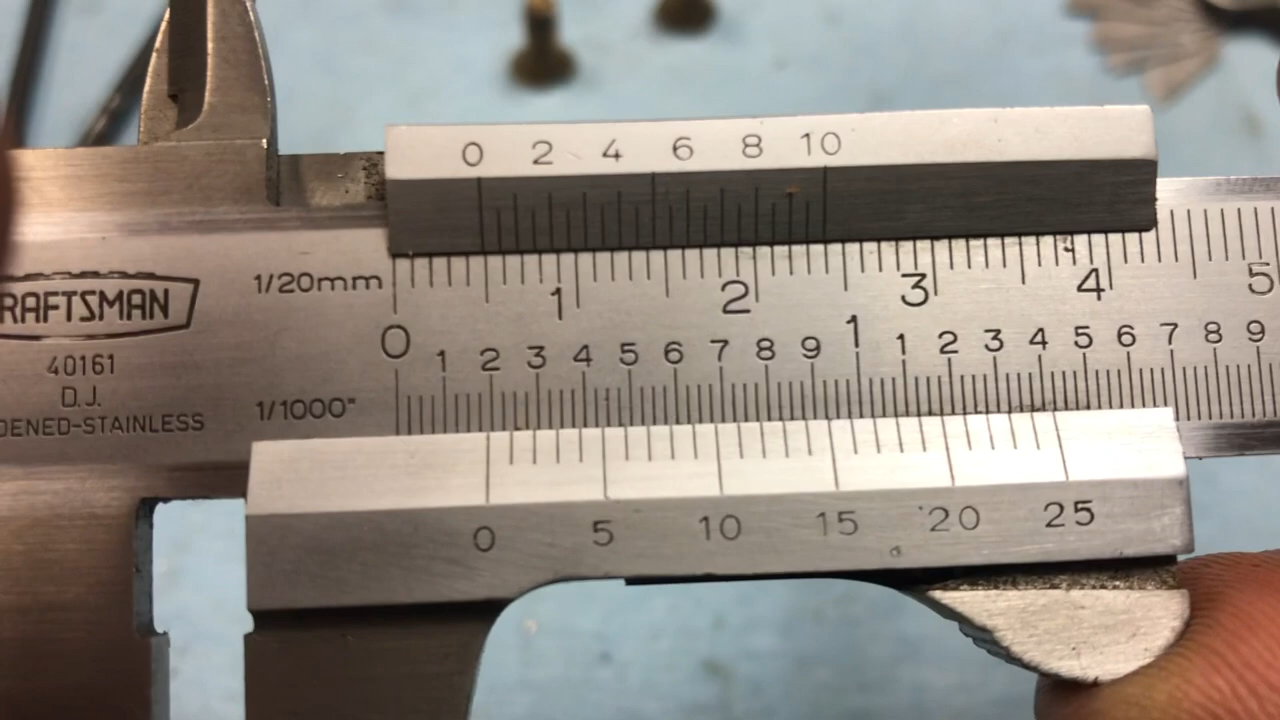 0 2 4 6 8 10
1/20mm
1 2 3 4 5
RAFTSMAN
0 1 2 3 4 5 6 7 8 9 1 1 2 3 4 5 6 7 8 9
40161
D.J.
DENED-STAINLESS
1/1000"
0 5 10 15 20 25